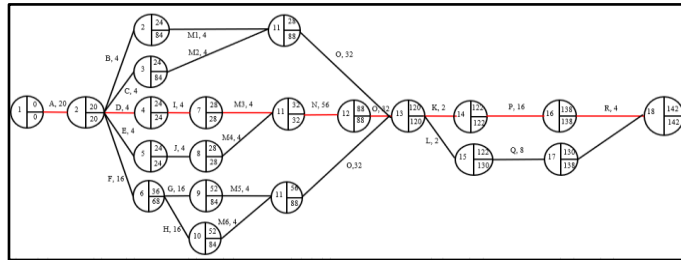 2 24 84
M1, 4
11 28 88
O, 32
B, 4
M2, 4
3 24 84
C, 4
1 0 0
A, 20
2 20 20
D, 4
4 24 24
I, 4
7 28 28
M3, 4
11 32 32
N, 56
12 88 88
O, 32
13 120 120
K, 2
14 122 122
P, 16
16 138 138
R, 4
18 142 142
E, 4
J, 4
M4, 4
5 24 24
8 28 28
L, 2
15 122 130
Q, 8
17 130 138
F, 16
O,32
6 36 68
G, 16
9 52 84
M5, 4
11 56 88
H, 16
M6, 4
10 52 84